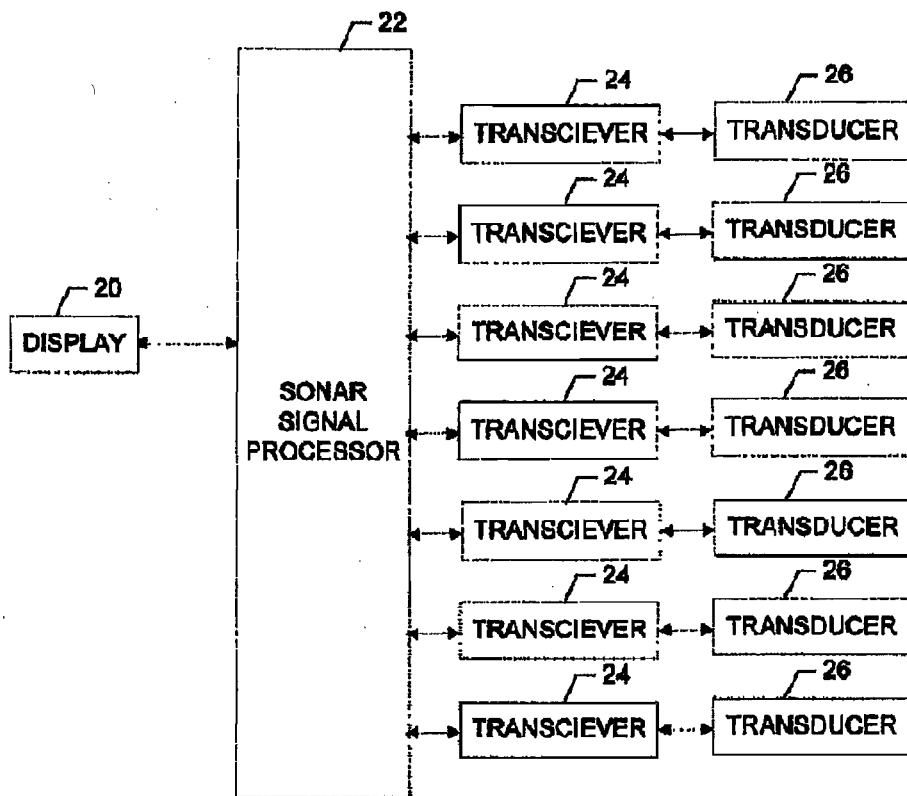 22
24
26
TRANSCIEVER
TRANSDUCER
24
26
TRANSCIEVER
TRANSDUCER
20
24
26
DISPLAY
TRANSCIEVER
TRANSDUCER
SONAR
SIGNAL
PROCESSOR
24
26
TRANSCIEVER
TRANSDUCER
24
26
TRANSCIEVER
TRANSDUCER
24
26
TRANSCIEVER
TRANSDUCER
24
26
TRANSCIEVER
TRANSDUCER